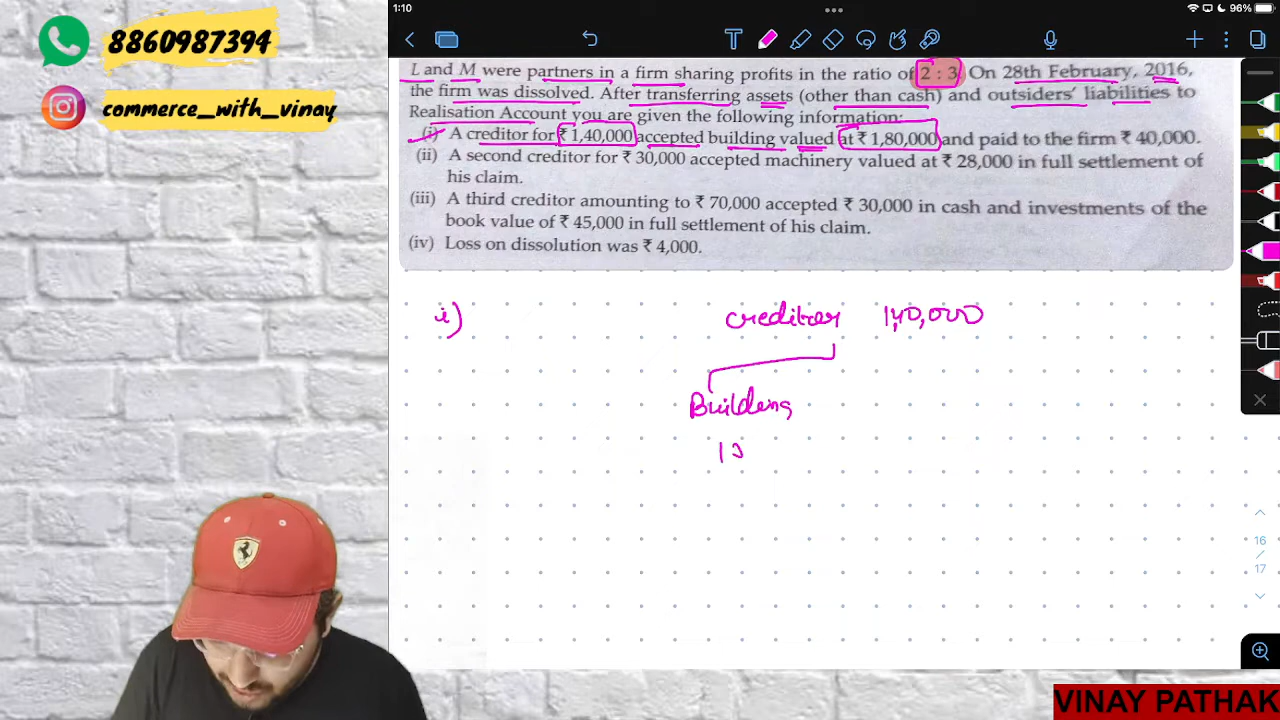 8860987394
commerce_with_vinay
1:10
96%
L and M were partners in a firm sharing profits in the ratio of 2 : 3. On 28th February, 2016,
the firm was dissolved. After transferring assets (other than cash) and outsiders' liabilities to
Realisation Account you are given the following information:
(i) A creditor for ₹ 1,40,000 accepted building valued at ₹ 1,80,000 and paid to the firm ₹ 40,000.
(ii) A second creditor for ₹ 30,000 accepted machinery valued at ₹ 28,000 in full settlement of
his claim.
(iii) A third creditor amounting to ₹ 70,000 accepted ₹ 30,000 in cash and investments of the
book value of ₹ 45,000 in full settlement of his claim.
(iv) Loss on dissolution was ₹ 4,000.
i) creditor 1,40,000
Building
16
/
17
VINAY PATHAK